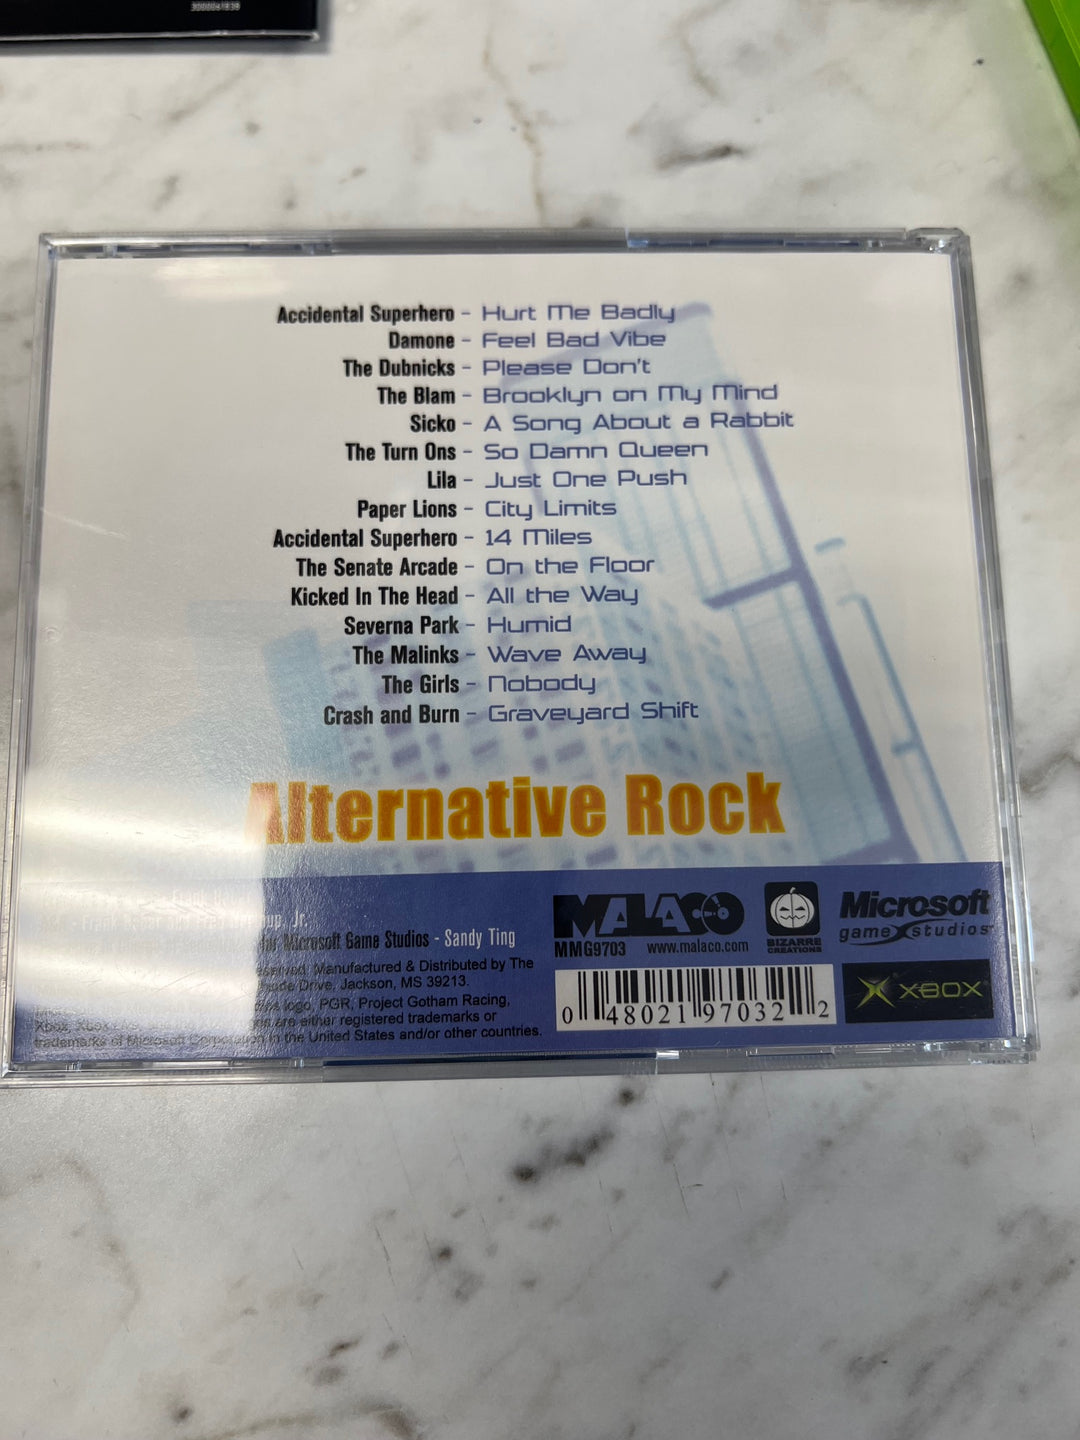 3000061838
Accidental Superhero - Hurt Me Badly
Damone - Feel Bad Vibe
The Dubnicks - Please Don't
The Blam - Brooklyn on My Mind
Sicko - A Song About a Rabbit
The Turn Ons - So Damn Queen
Lila - Just One Push
Paper Lions - City Limits
Accidental Superhero - 14 Miles
The Senate Arcade - On the Floor
Kicked In The Head - All the Way
Severna Park - Humid
The Malinks - Wave Away
The Girls - Nobody
Crash and Burn - Graveyard Shift
Alternative Rock
Jr.
for Microsoft Game Studios - Sandy Ting
Manufactured & Distributed by The
Drive, Jackson, MS 39213.
logo, PGR, Project Gotham Racing,
Xbox, are either registered trademarks or
trademarks of Microsoft Corporation in the United States and/or other countries.
MALACO
MMG9703 www.malaco.com
BIZARRE
CREATIONS
Microsoft
game studios
0 48021 97032 2
XBOX